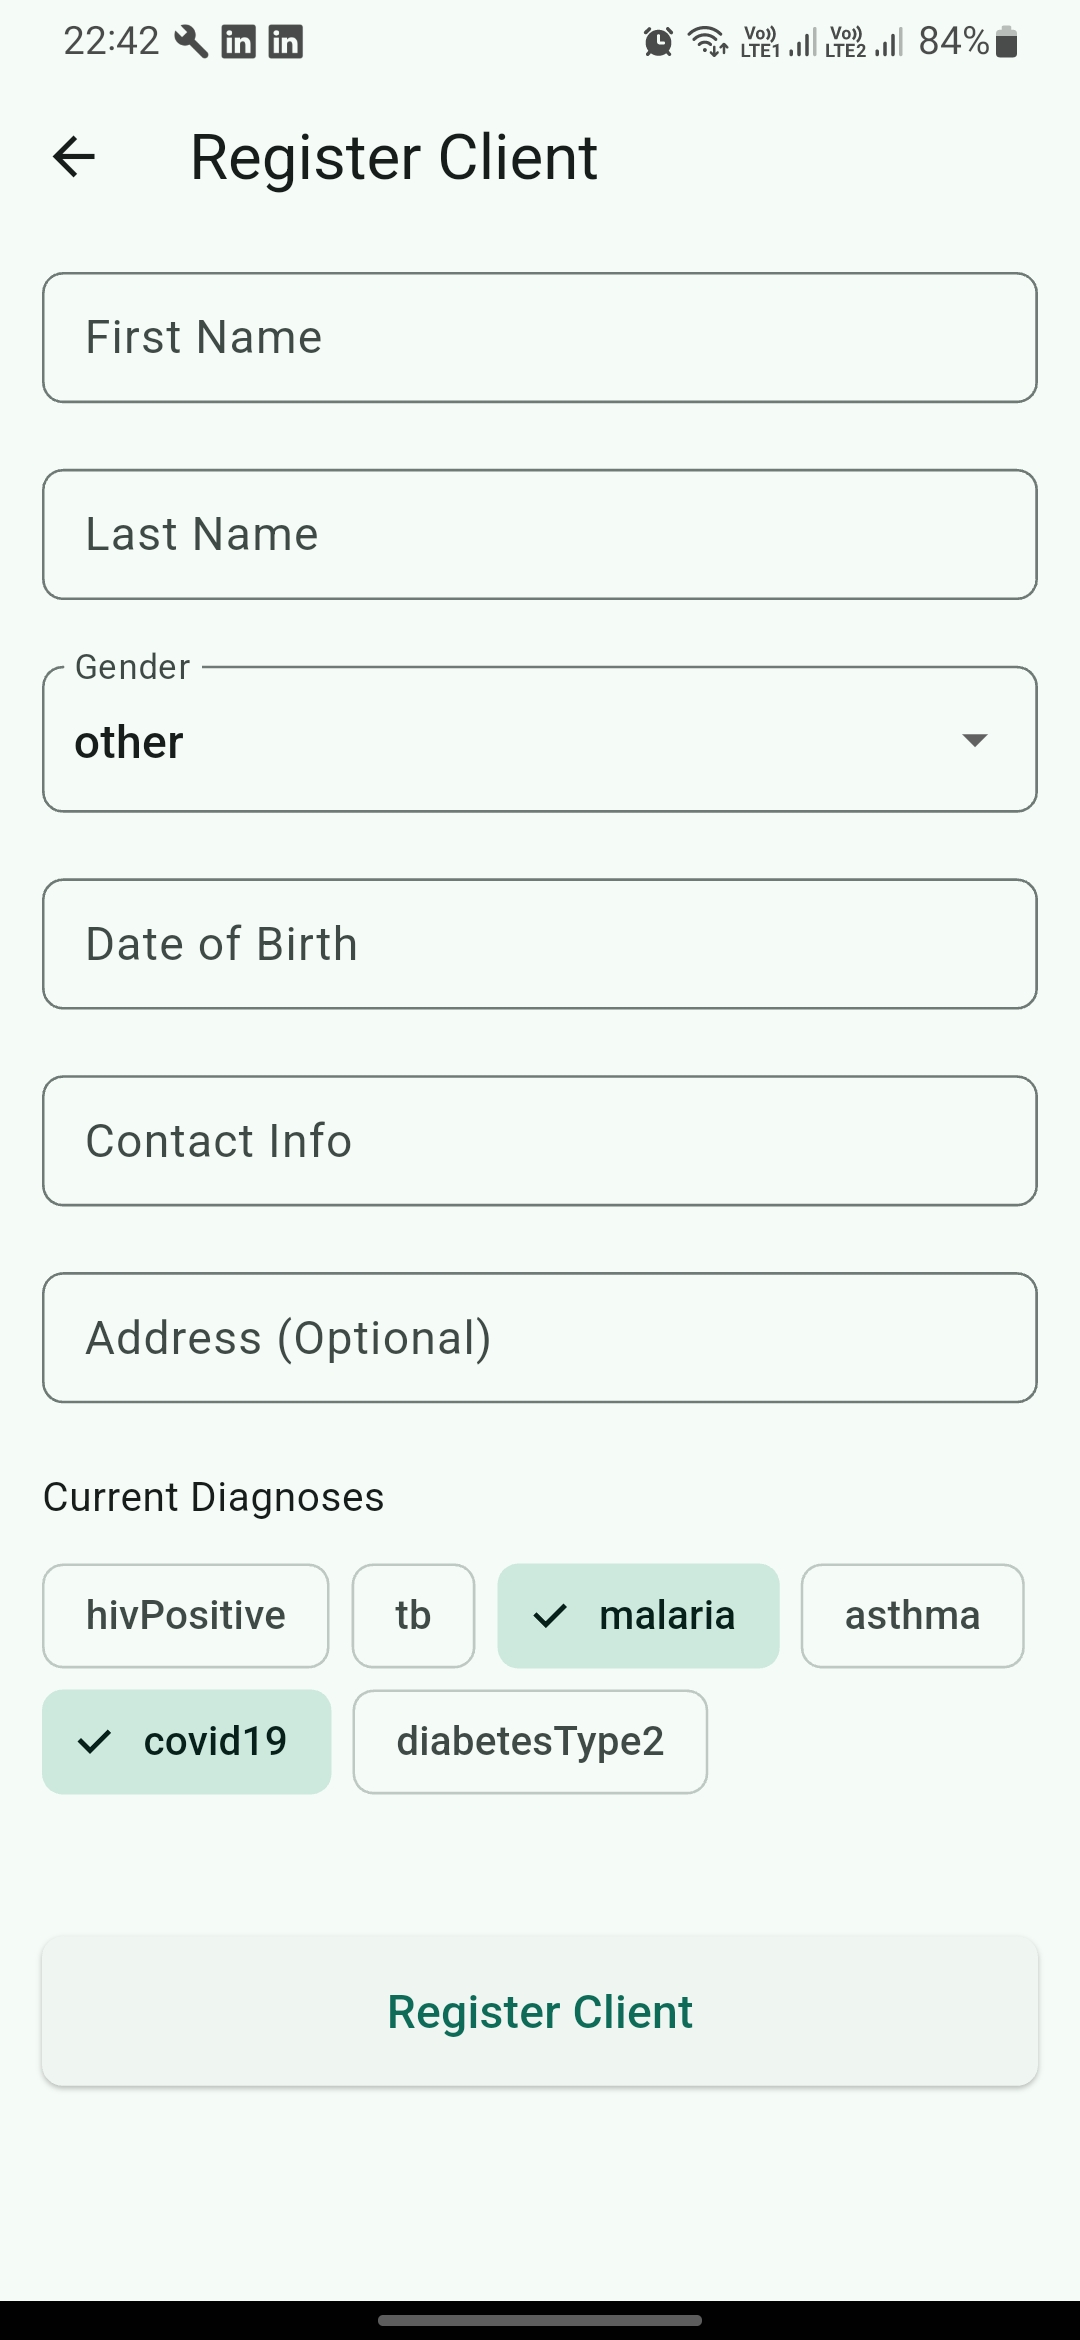 22:42 in in Vo)) LTE1 Vo)) LTE2 84%
Register Client
First Name
Last Name
Gender
other
Date of Birth
Contact Info
Address (Optional)
Current Diagnoses
hivPositive tb malaria asthma
covid19 diabetesType2
Register Client